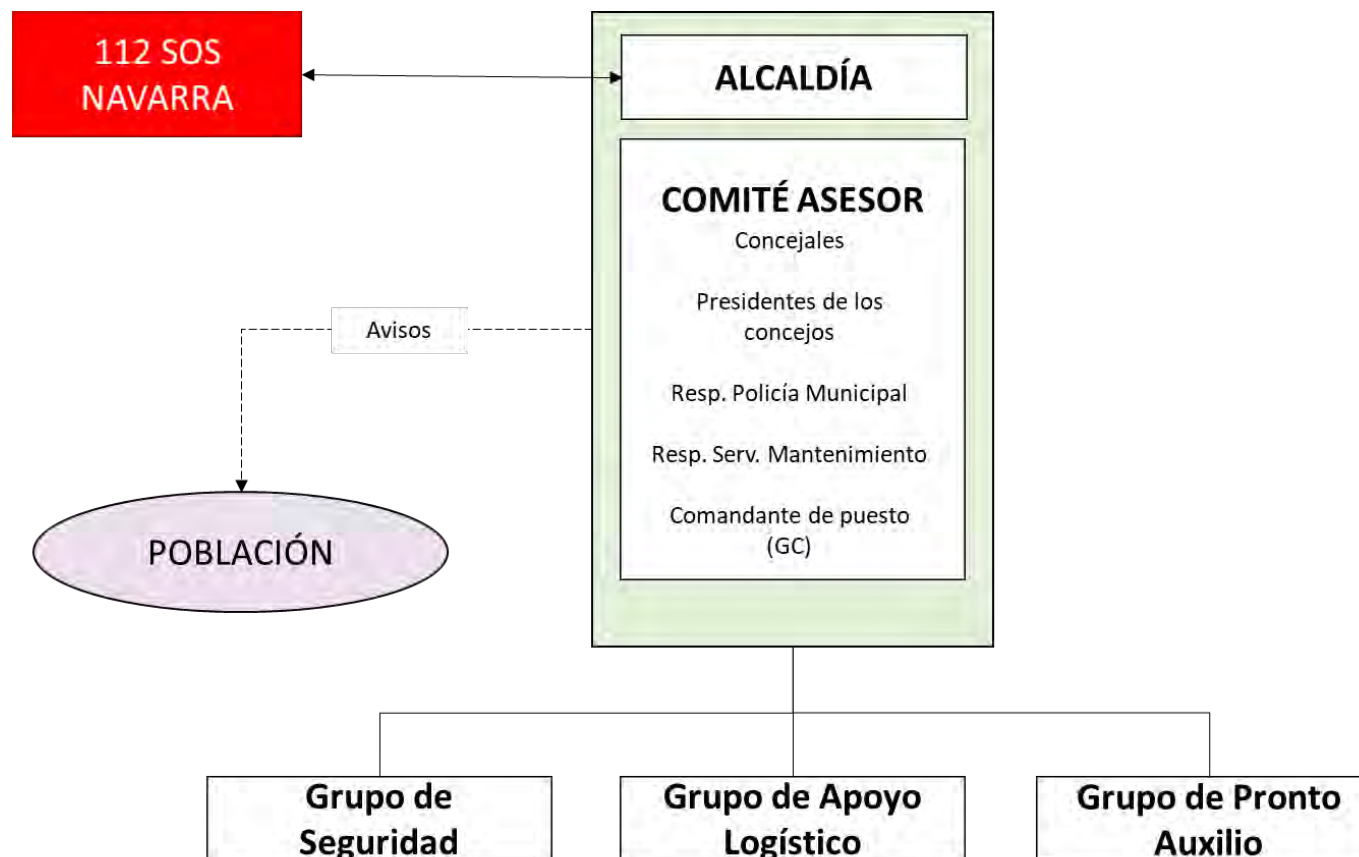 112 SOS
NAVARRA
ALCALDÍA
COMITÉ ASESOR
Concejales
Presidentes de los
concejos
Resp. Policía Municipal
Resp. Serv. Mantenimiento
Comandante de puesto
(GC)
Avisos
POBLACIÓN
Grupo de
Seguridad
Grupo de Apoyo
Logístico
Grupo de Pronto
Auxilio